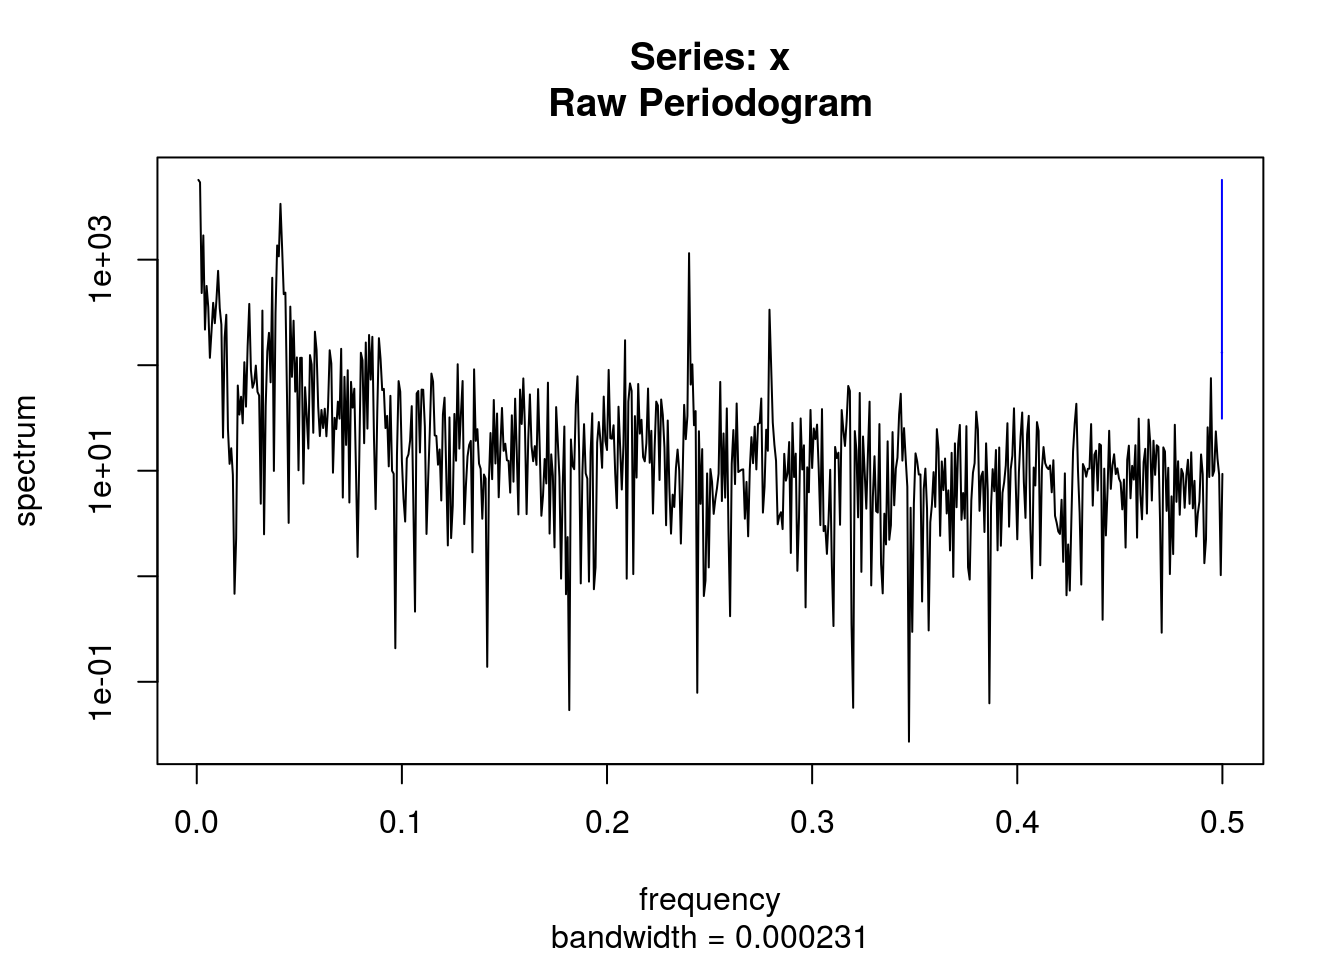 Series: x
Raw Periodogram
spectrum
1e+03
1e+01
1e-01
0.0 0.1 0.2 0.3 0.4 0.5
frequency
bandwidth = 0.000231